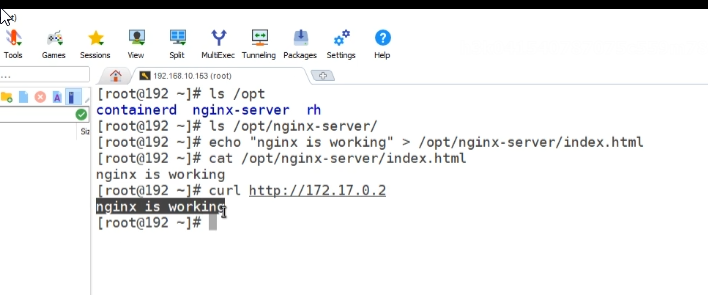 Tools Games Sessions View Split MultiExec Tunneling Packages Settings Help
192.168.10.153 (root)
[root@192 ~]# ls /opt
containerd nginx-server rh
[root@192 ~]# ls /opt/nginx-server/
[root@192 ~]# echo "nginx is working" > /opt/nginx-server/index.html
[root@192 ~]# cat /opt/nginx-server/index.html
nginx is working
[root@192 ~]# curl http://172.17.0.2
nginx is working
[root@192 ~]#